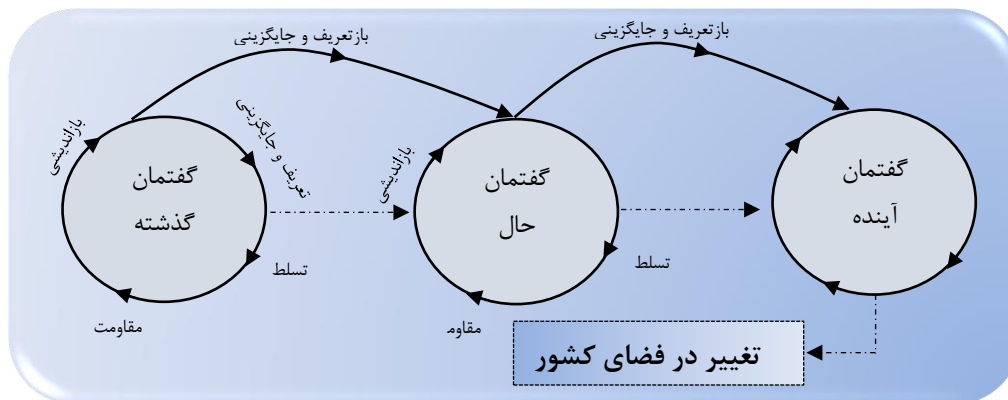 بازتعریف و جایگزینی
بازتعریف و جایگزینی
بازاندیشی
تعریف و جایگزینی
بازاندیشی
گفتمان
گذشته
گفتمان
حال
گفتمان
آینده
تسلط
تسلط
مقاومت
مقاوم
تغییر در فضای کشور